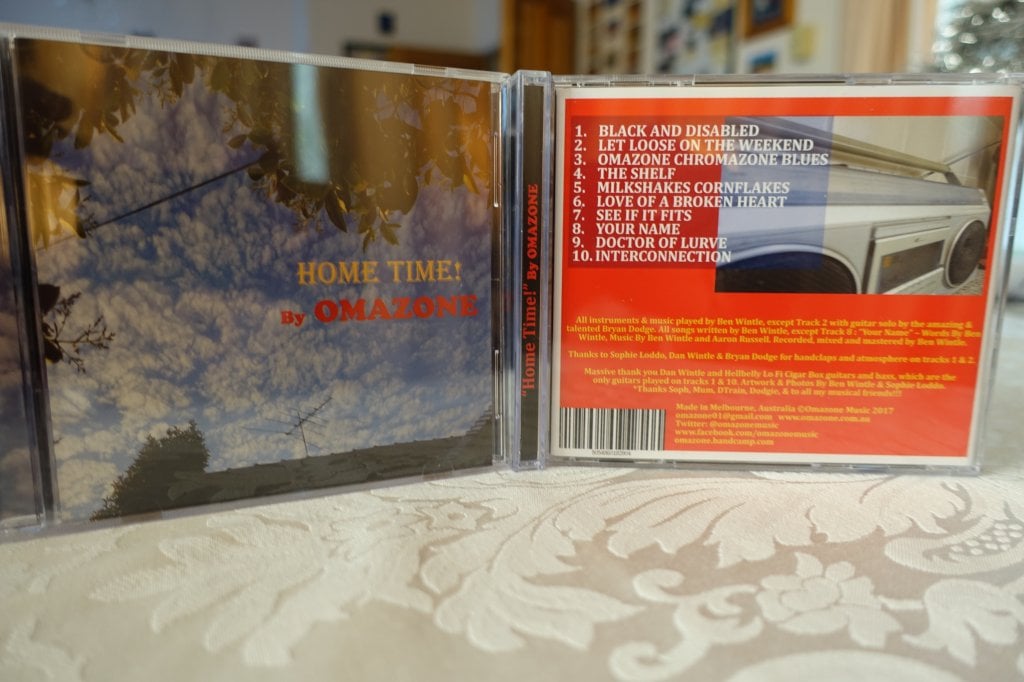 HOME TIME!
By OMAZONE
"Home Time!" By OMAZONE
1. BLACK AND DISABLED
2. LET LOOSE ON THE WEEKEND
3. OMAZONE CHROMAZONE BLUES
4. THE SHELF
5. MILKSHAKES CORNFLAKES
6. LOVE OF A BROKEN HEART
7. SEE IF IT FITS
8. YOUR NAME
9. DOCTOR OF LURVE
10. INTERCONNECTION
All instruments & music played by Ben Wintle, except Track 2 with guitar solo by the amazing &
talented Bryan Dodge. All songs written by Ben Wintle, except Track 8 : "Your Name" – Words By Ben
Wintle, Music By Ben Wintle and Aaron Russell. Recorded, mixed and mastered by Ben Wintle.
Thanks to Sophie Loddo, Dan Wintle & Bryan Dodge for handclaps and atmosphere on tracks 1 & 2.
Massive thank you Dan Wintle and Hellbelly Lo Fi Cigar Box guitars and bass, which are the
only guitars played on tracks 1 & 10. Artwork & Photos By Ben Wintle & Sophie Loddo.
*Thanks Soph, Mum, DTrain, Dodgie, & to all my musical friends!!!
Made in Melbourne, Australia ©Omazone Music 2017
omazone01@gmail.com www.omazone.com.au
Twitter: @omazonemusic
www.facebook.com/omazonemusic
omazone.bandcamp.com